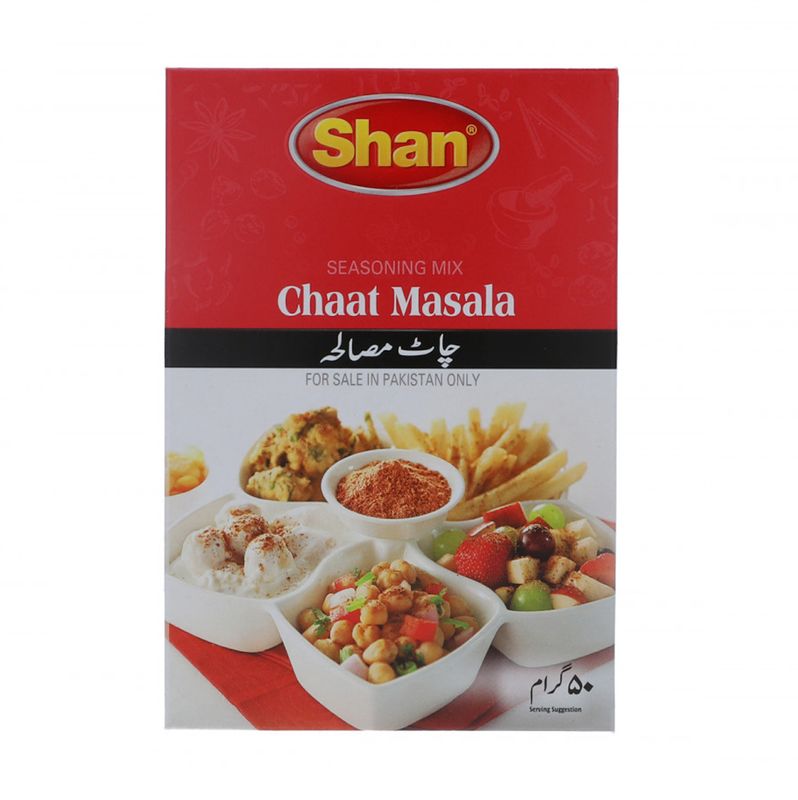 Shan®
SEASONING MIX
Chaat Masala
چاٹ مصالحہ
FOR SALE IN PAKISTAN ONLY
۵۰ گرام
Serving Suggestion